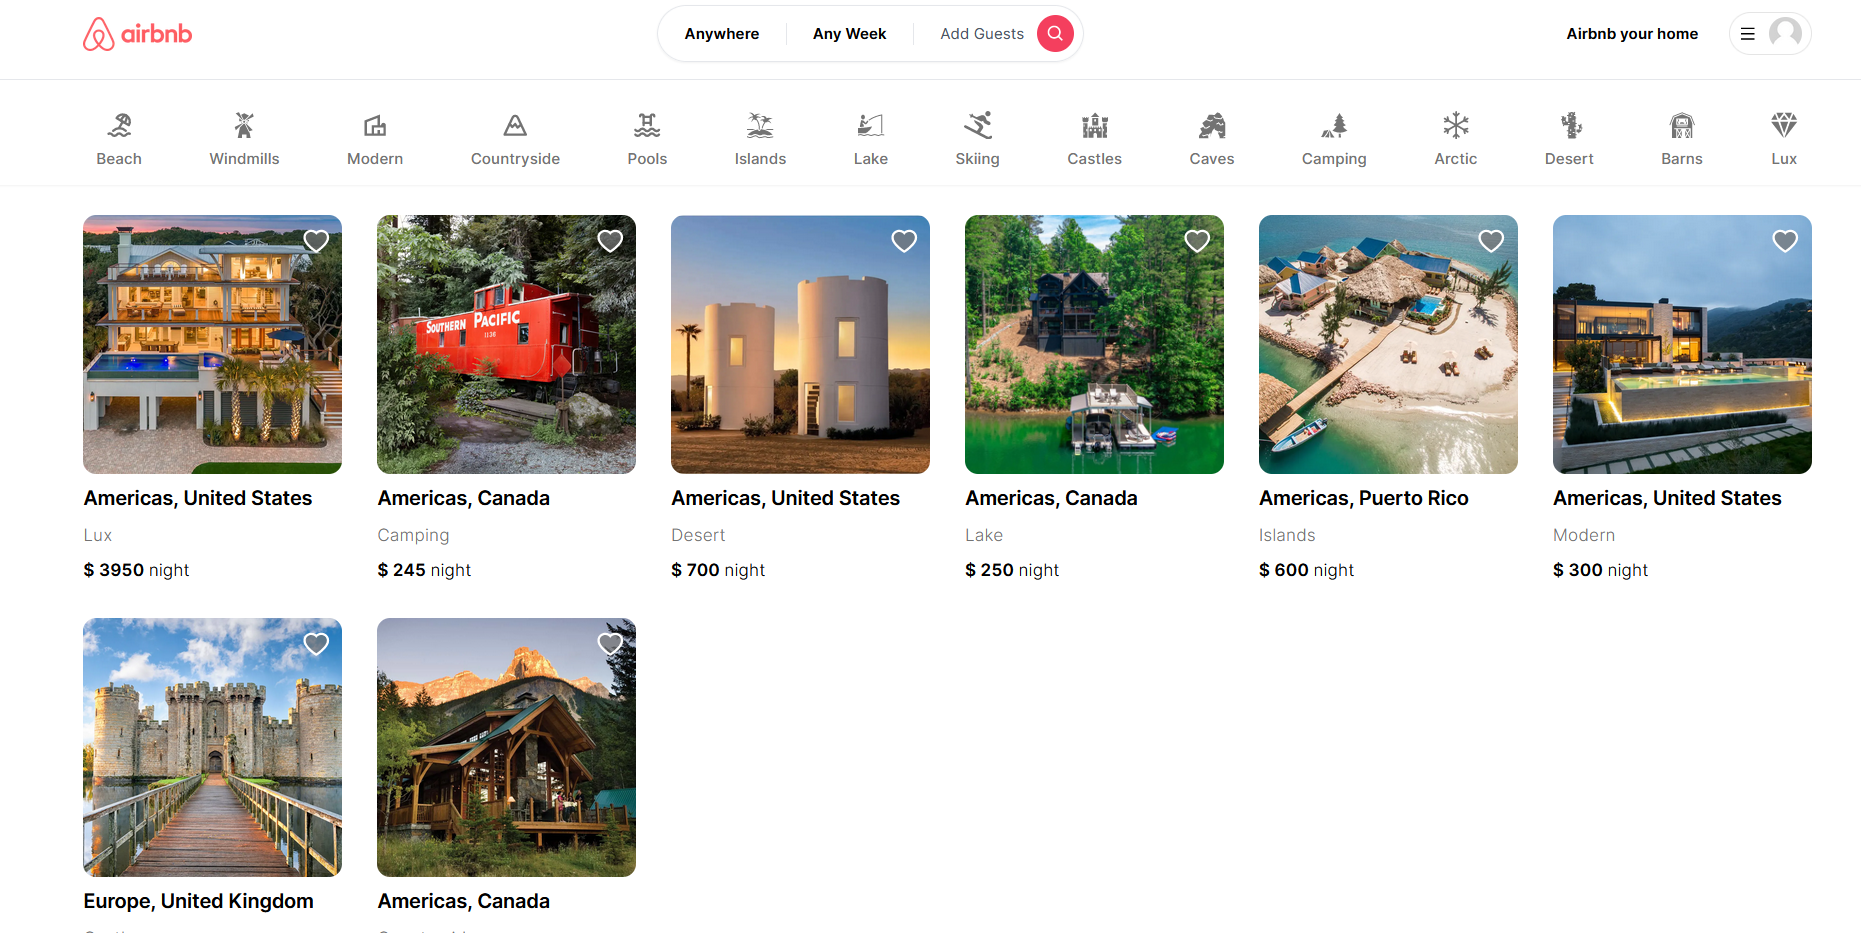 airbnb
Anywhere
Any Week
Add Guests
Airbnb your home
Beach
Windmills
Modern
Countryside
Pools
Islands
Lake
Skiing
Castles
Caves
Camping
Arctic
Desert
Barns
Lux
SOUTHERN PACIFIC
1138
Americas, United States
Lux
$ 3950 night
Americas, Canada
Camping
$ 245 night
Americas, United States
Desert
$ 700 night
Americas, Canada
Lake
$ 250 night
Americas, Puerto Rico
Islands
$ 600 night
Americas, United States
Modern
$ 300 night
Europe, United Kingdom
Americas, Canada